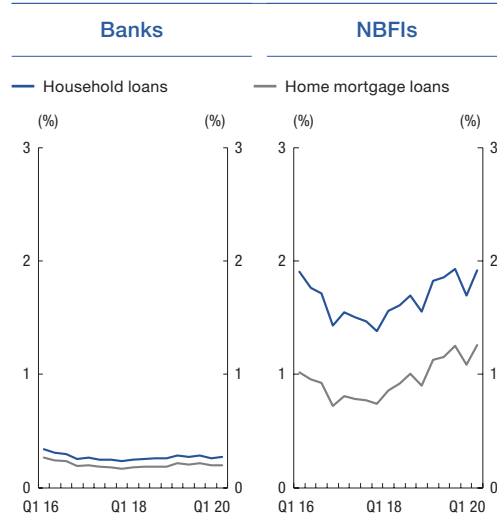 Banks NBFIs
Household loans Home mortgage loans
(%) (%) (%) (%)
3 3 3 3
2 2 2 2
1 1 1 1
0 0 0 0
Q1 16 Q1 18 Q1 20 Q1 16 Q1 18 Q1 20